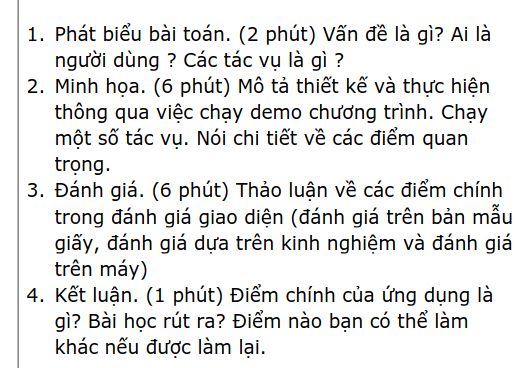 1. Phát biểu bài toán. (2 phút) Vấn đề là gì? Ai là
người dùng ? Các tác vụ là gì ?
2. Minh họa. (6 phút) Mô tả thiết kế và thực hiện
thông qua việc chạy demo chương trình. Chạy
một số tác vụ. Nói chi tiết về các điểm quan
trọng.
3. Đánh giá. (6 phút) Thảo luận về các điểm chính
trong đánh giá giao diện (đánh giá trên bản mẫu
giấy, đánh giá dựa trên kinh nghiệm và đánh giá
trên máy)
4. Kết luận. (1 phút) Điểm chính của ứng dụng là
gì? Bài học rút ra? Điểm nào bạn có thể làm
khác nếu được làm lại.